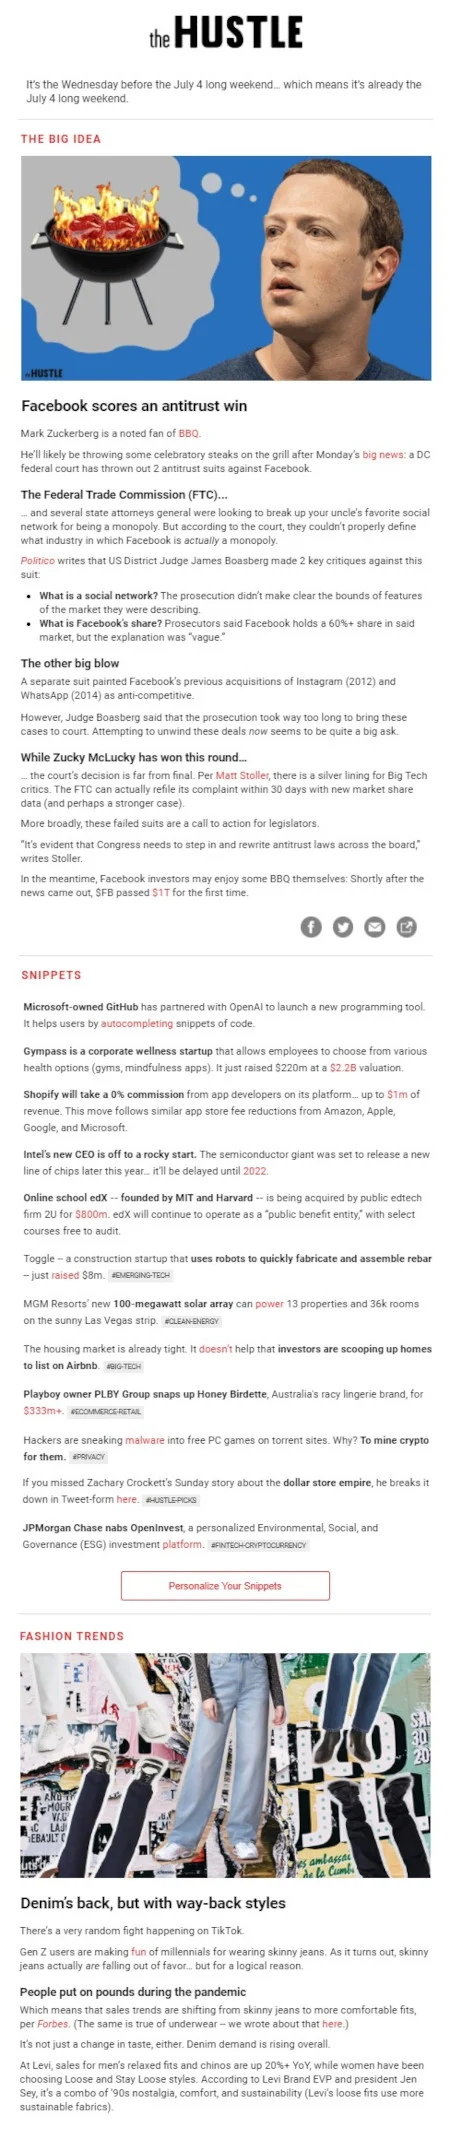 the HUSTLE
It's the Wednesday before the July 4 long weekend... which means it's already the
July 4 long weekend.
THE BIG IDEA
the HUSTLE
Facebook scores an antitrust win
Mark Zuckerberg is a noted fan of BBQ.
He'll likely be throwing some celebratory steaks on the grill after Monday's big news: a DC
federal court has thrown out 2 antitrust suits against Facebook.
The Federal Trade Commission (FTC)...
... and several state attorneys general were looking to break up your uncle's favorite social
network for being a monopoly. But according to the court, they couldn't properly define
what industry in which Facebook is actually a monopoly.
Politico writes that US District Judge James Boasberg made 2 key critiques against this
suit:
• What is a social network? The prosecution didn't make clear the bounds of features
of the market they were describing.
• What is Facebook's share? Prosecutors said Facebook holds a 60%+ share in said
market, but the explanation was "vague."
The other big blow
A separate suit painted Facebook's previous acquisitions of Instagram (2012) and
WhatsApp (2014) as anti-competitive.
However, Judge Boasberg said that the prosecution took way too long to bring these
cases to court. Attempting to unwind these deals now seems to be quite a big ask.
While Zucky McLucky has won this round...
... the court's decision is far from final. Per Matt Stoller, there is a silver lining for Big Tech
critics. The FTC can actually refile its complaint within 30 days with new market share
data (and perhaps a stronger case).
More broadly, these failed suits are a call to action for legislators.
"It's evident that Congress needs to step in and rewrite antitrust laws across the board,"
writes Stoller.
In the meantime, Facebook investors may enjoy some BBQ themselves: Shortly after the
news came out, $FB passed $1T for the first time.
SNIPPETS
Microsoft-owned GitHub has partnered with OpenAI to launch a new programming tool.
It helps users by autocompleting snippets of code.
Gympass is a corporate wellness startup that allows employees to choose from various
health options (gyms, mindfulness apps). It just raised $220m at a $2.2B valuation.
Shopify will take a 0% commission from app developers on its platform... up to $1m of
revenue. This move follows similar app store fee reductions from Amazon, Apple,
Google, and Microsoft.
Intel's new CEO is off to a rocky start. The semiconductor giant was set to release a new
line of chips later this year... it'll be delayed until 2022.
Online school edX -- founded by MIT and Harvard -- is being acquired by public edtech
firm 2U for $800m. edX will continue to operate as a "public benefit entity," with select
courses free to audit.
Toggle – a construction startup that uses robots to quickly fabricate and assemble rebar
– just raised $8m. #EMERGING-TECH
MGM Resorts' new 100-megawatt solar array can power 13 properties and 36k rooms
on the sunny Las Vegas strip. #CLEAN-ENERGY
The housing market is already tight. It doesn't help that investors are scooping up homes
to list on Airbnb. #BIG-TECH
Playboy owner PLBY Group snaps up Honey Birdette, Australia's racy lingerie brand, for
$333m+. #ECOMMERCE-RETAIL
Hackers are sneaking malware into free PC games on torrent sites. Why? To mine crypto
for them. #PRIVACY
If you missed Zachary Crockett's Sunday story about the dollar store empire, he breaks it
down in Tweet-form here. #HUSTLE-PICKS
JPMorgan Chase nabs OpenInvest, a personalized Environmental, Social, and
Governance (ESG) investment platform. #FINTECH-CRYPTOCURRENCY
Personalize Your Snippets
FASHION TRENDS
Denim's back, but with way-back styles
There's a very random fight happening on TikTok.
Gen Z users are making fun of millennials for wearing skinny jeans. As it turns out, skinny
jeans actually are falling out of favor... but for a logical reason.
People put on pounds during the pandemic
Which means that sales trends are shifting from skinny jeans to more comfortable fits,
per Forbes. (The same is true of underwear – we wrote about that here.)
It's not just a change in taste, either. Denim demand is rising overall.
At Levi, sales for men's relaxed fits and chinos are up 20%+ YoY, while women have been
choosing Loose and Stay Loose styles. According to Levi Brand EVP and president Jen
Sey, it's a combo of '90s nostalgia, comfort, and sustainability (Levi's loose fits use more
sustainable fabrics).